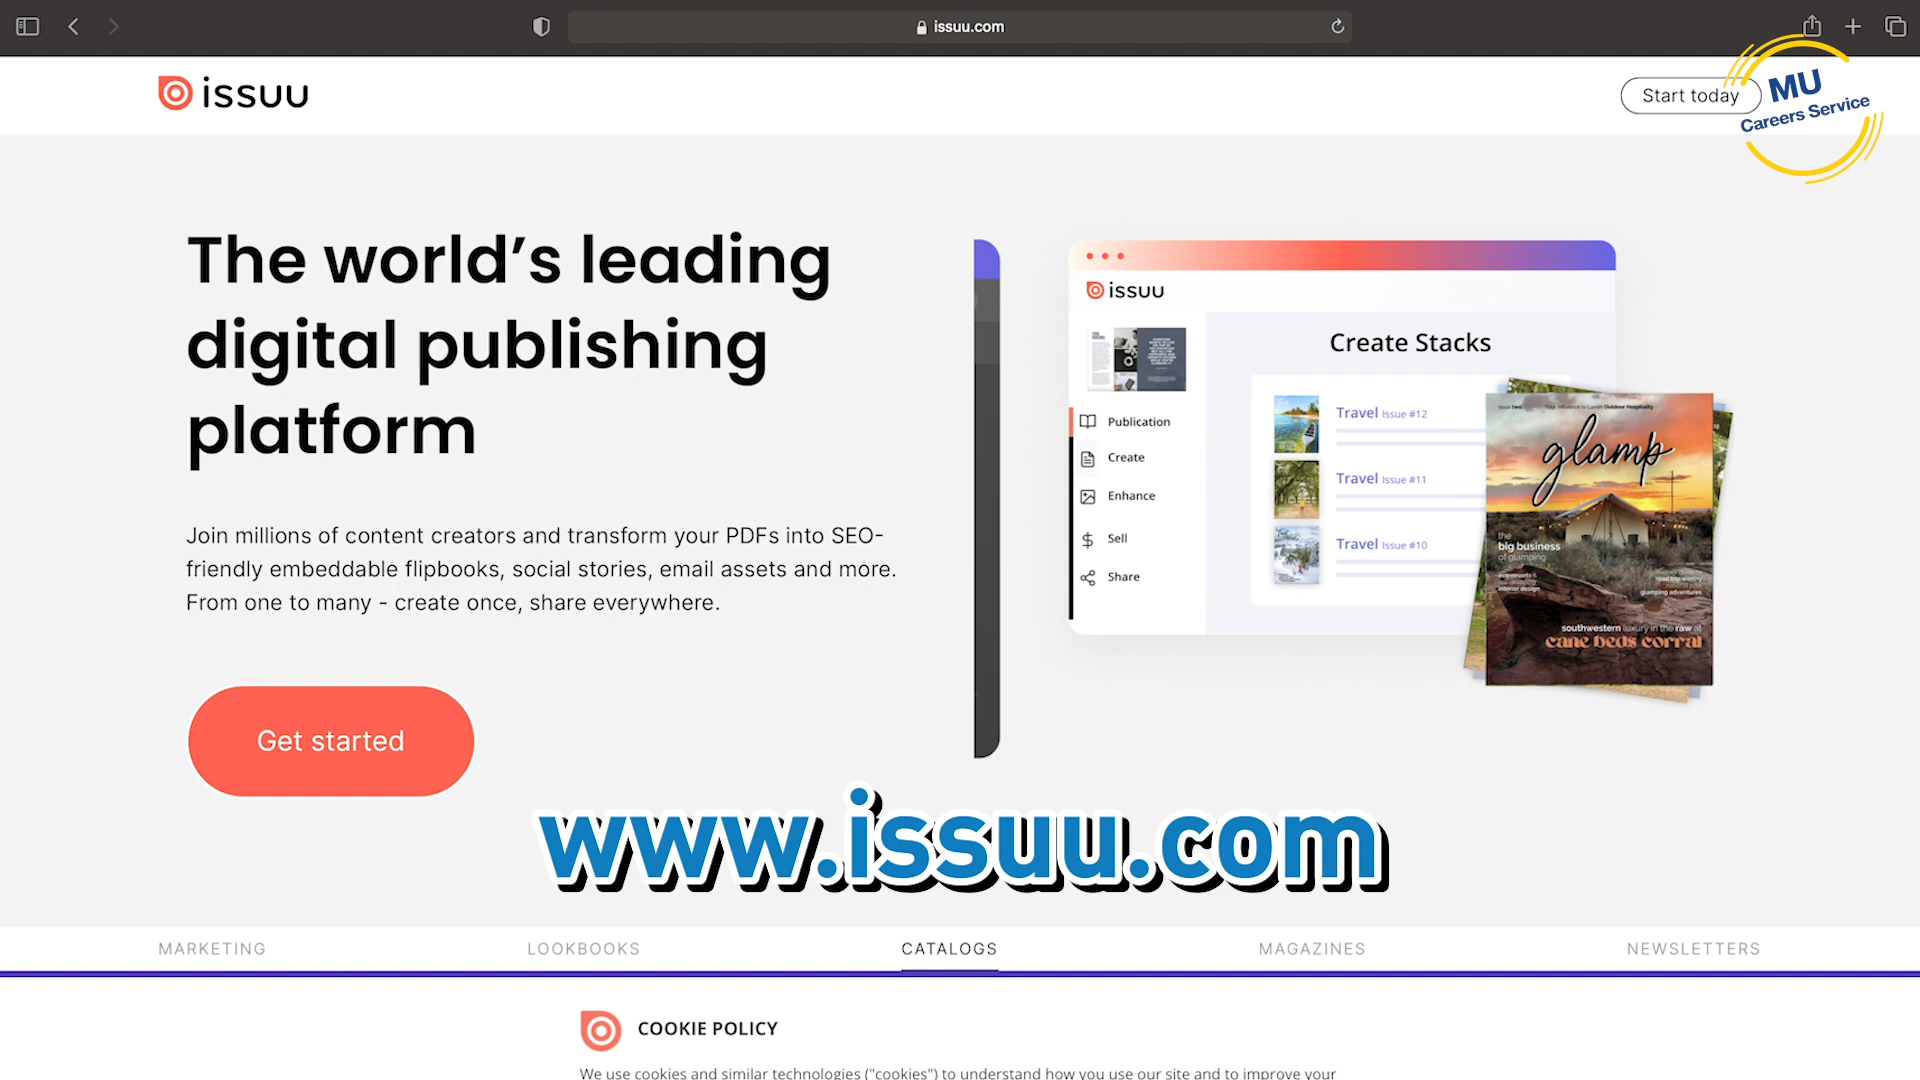 issuu.com
issuu
Start today
MU
Careers Service
The world's leading
digital publishing
platform
Join millions of content creators and transform your PDFs into SEO-
friendly embeddable flipbooks, social stories, email assets and more.
From one to many - create once, share everywhere.
Get started
issuu
Create Stacks
Publication
Create
Enhance
Sell
Share
Travel Issue #12
Travel Issue #11
Travel Issue #10
glamp
the
big business
of glamping
glamping adventures
southwestern luxury in the raw at
cane beds corral
www.issuu.com
MARKETING
LOOKBOOKS
CATALOGS
MAGAZINES
NEWSLETTERS
COOKIE POLICY
We use cookies and similar technologies ("cookies") to understand how you use our site and to improve your